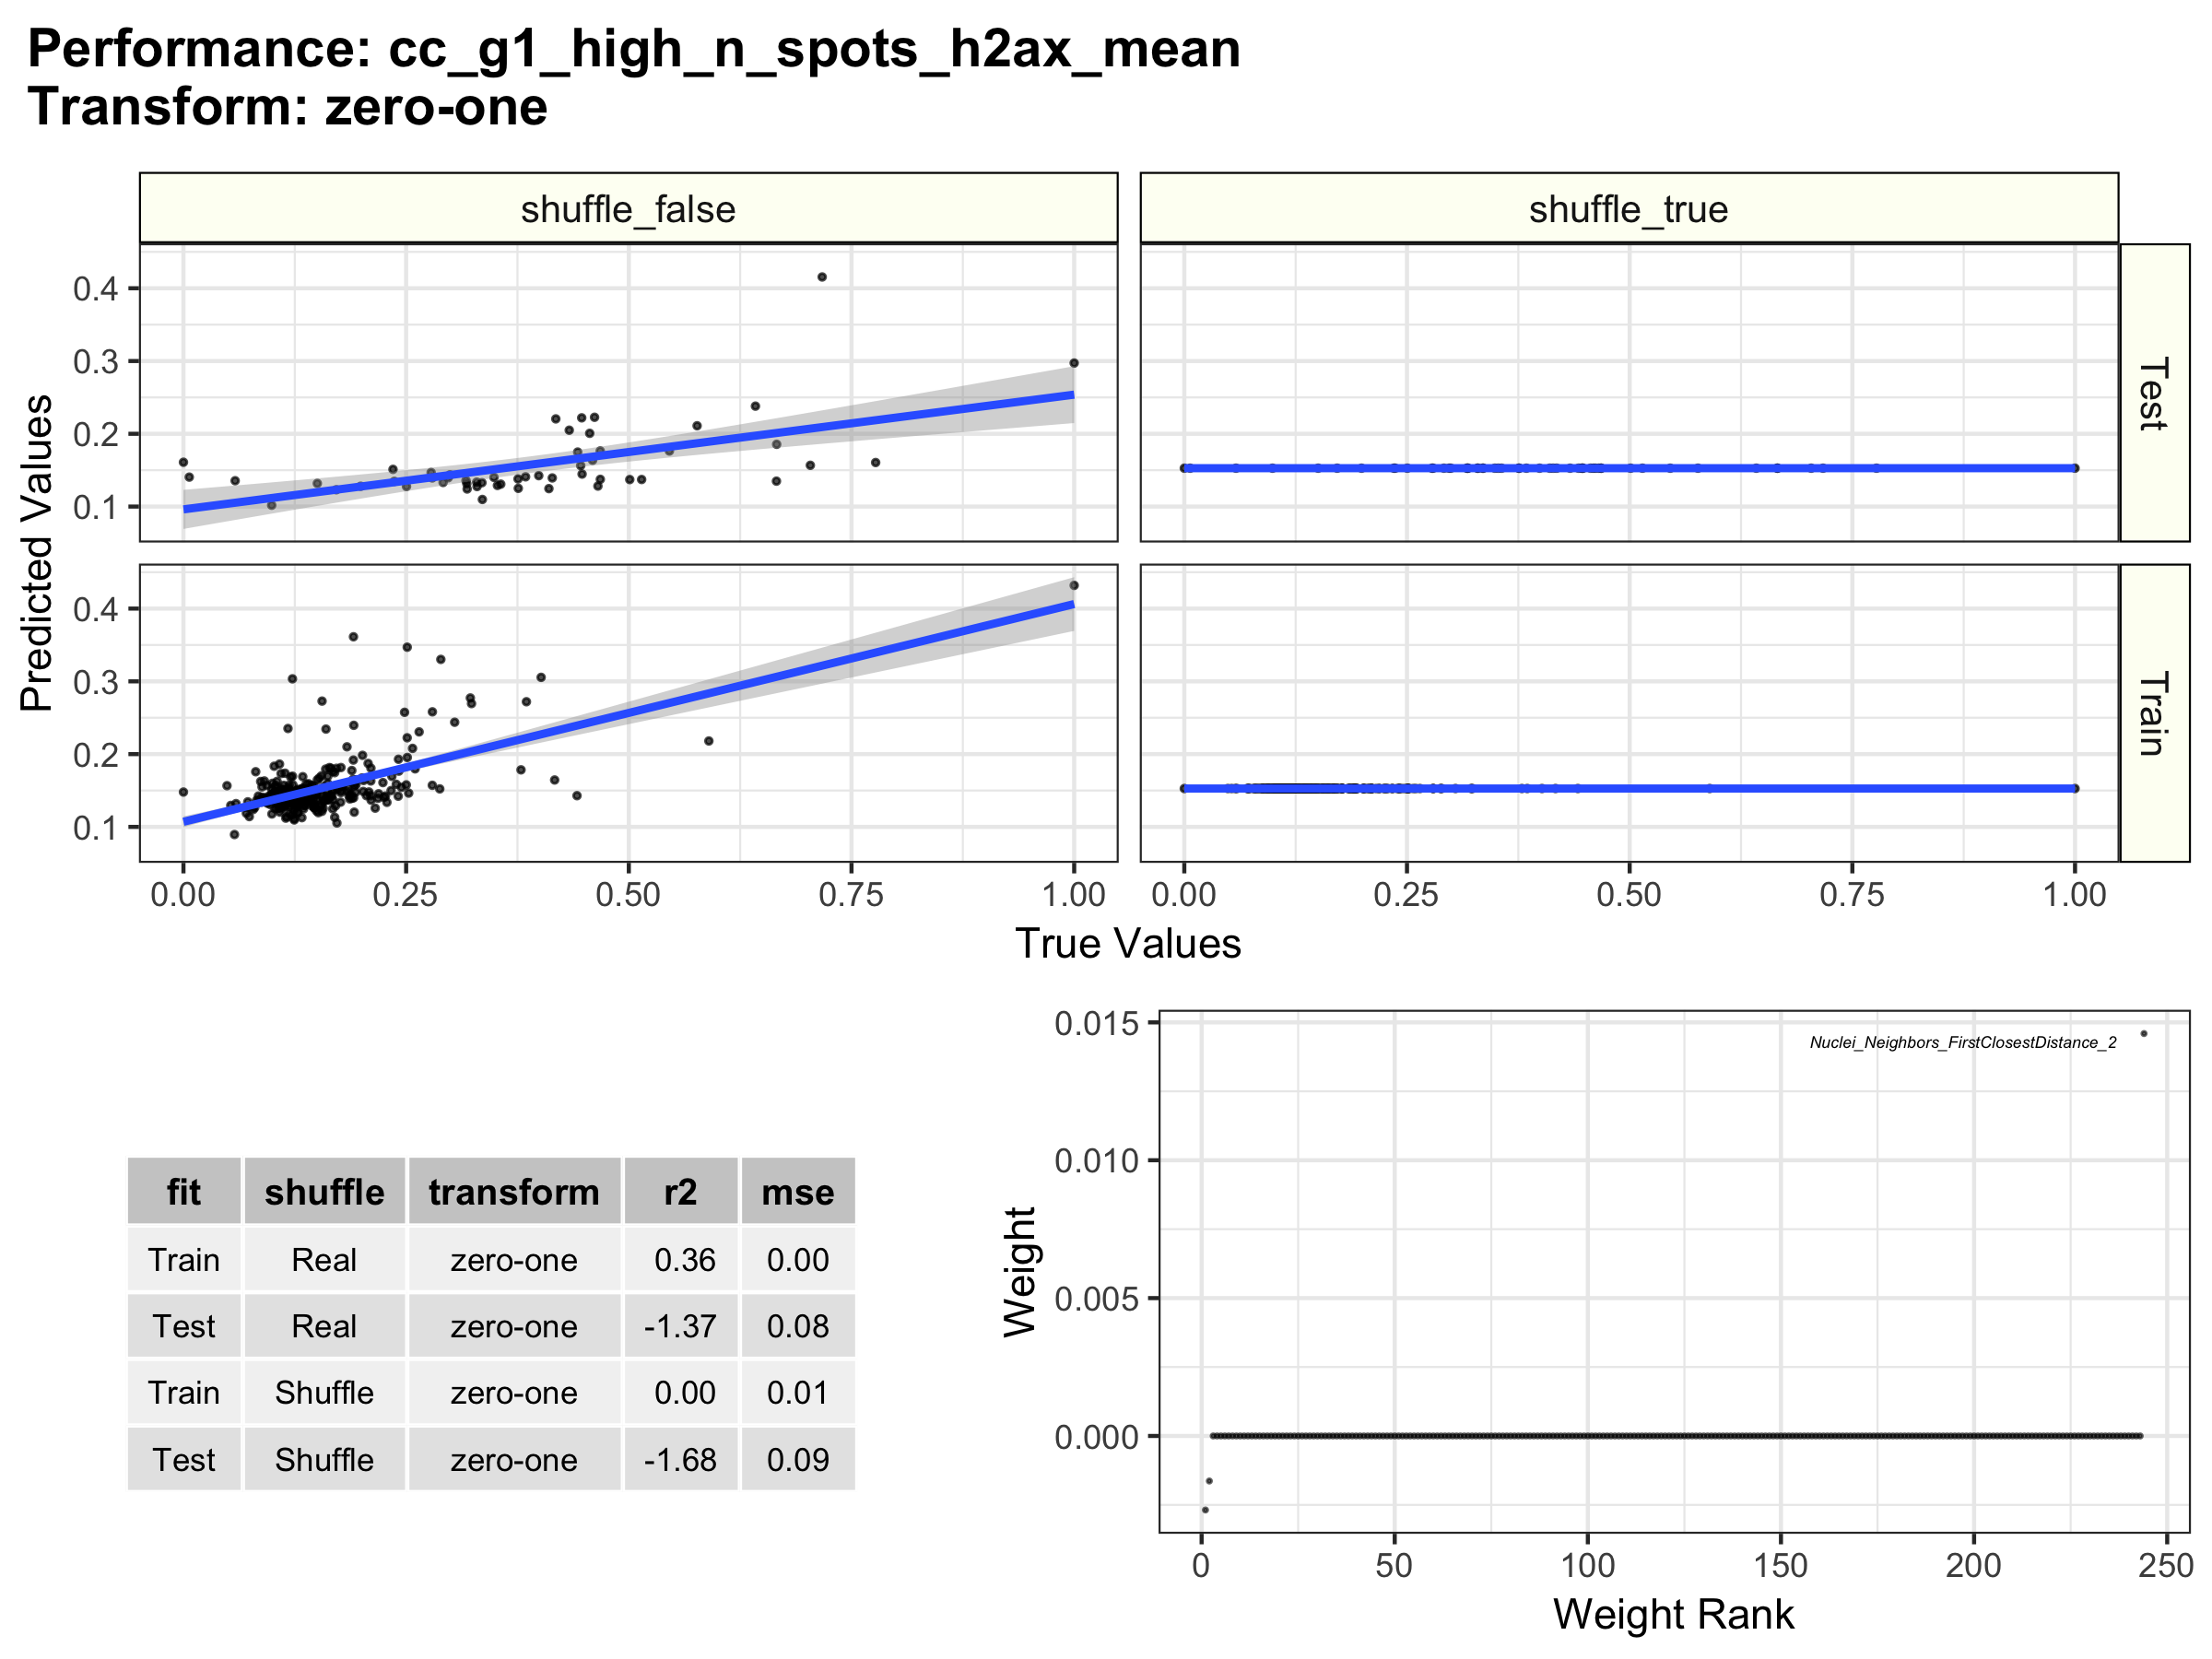 Performance: cc_g1_high_n_spots_h2ax_mean
Transform: zero-one
shuffle_false
shuffle_true
0.4
0.3
0.2
0.1
Test
0.4
0.3
0.2
0.1
Train
Predicted Values
0.00 0.25 0.50 0.75 1.00
0.00 0.25 0.50 0.75 1.00
True Values
fit shuffle transform r2 mse
Train Real zero-one 0.36 0.00
Test Real zero-one -1.37 0.08
Train Shuffle zero-one 0.00 0.01
Test Shuffle zero-one -1.68 0.09
0.015
0.010
0.005
0.000
Weight
Nuclei_Neighbors_FirstClosestDistance_2
0 50 100 150 200 250
Weight Rank